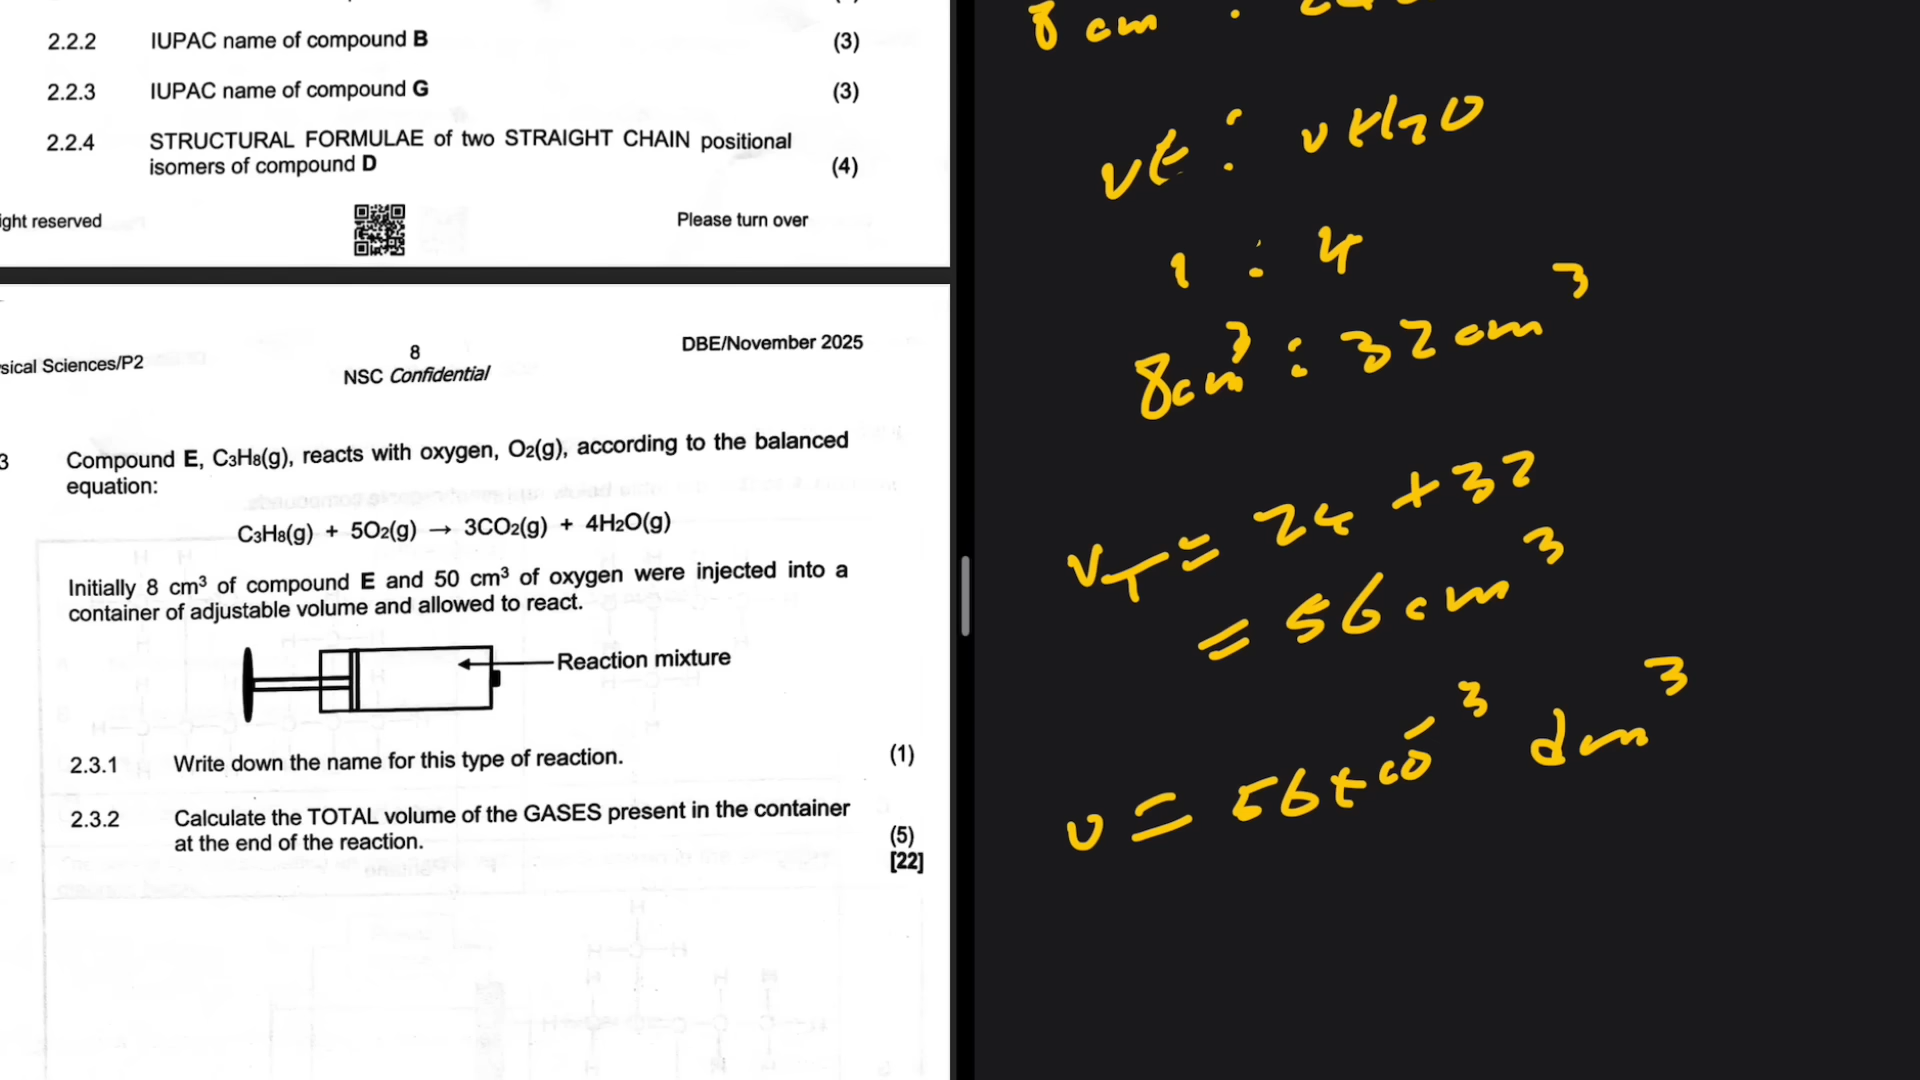 2.2.2 IUPAC name of compound B (3)
2.2.3 IUPAC name of compound G (3)
2.2.4 STRUCTURAL FORMULAE of two STRAIGHT CHAIN positional
isomers of compound D (4)
ight reserved Please turn over
sical Sciences/P2 8 DBE/November 2025
NSC Confidential
3 Compound E, C3H8(g), reacts with oxygen, O2(g), according to the balanced
equation:
C3H8(g) + 5O2(g) → 3CO2(g) + 4H2O(g)
Initially 8 cm³ of compound E and 50 cm³ of oxygen were injected into a
container of adjustable volume and allowed to react.
Reaction mixture
2.3.1 Write down the name for this type of reaction. (1)
2.3.2 Calculate the TOTAL volume of the GASES present in the container
at the end of the reaction. (5)
[22]
8 cm :
VE : VH2O
1 : 4
8cm³ : 32cm³
VT = 24 + 32
= 56cm³
V = 56×10⁻³ dm³